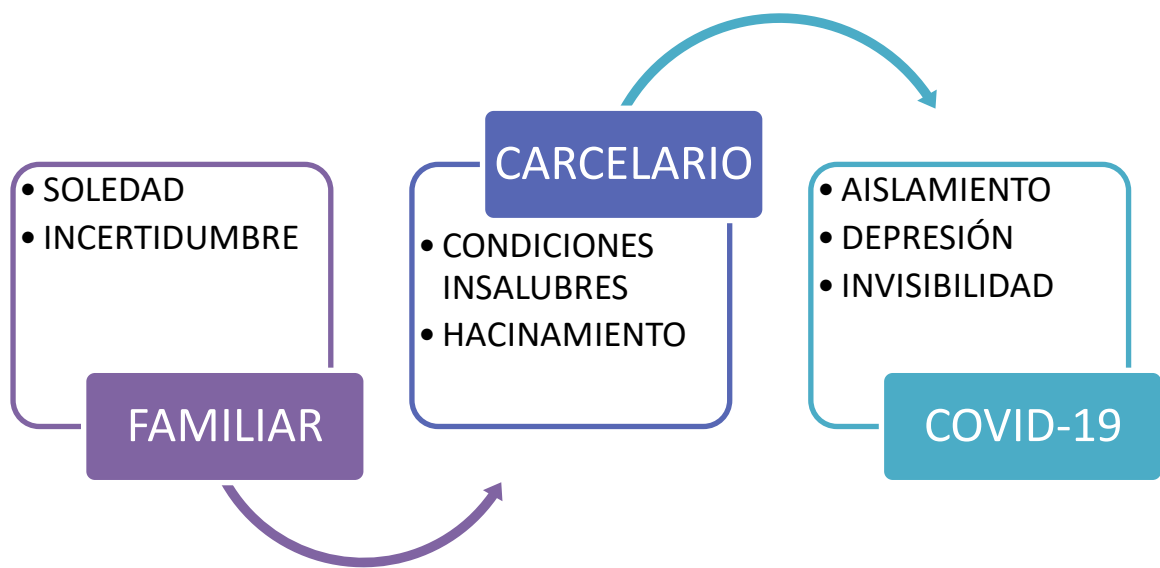 • SOLEDAD
• INCERTIDUMBRE
FAMILIAR
CARCELARIO
• CONDICIONES
INSALUBRES
• HACINAMIENTO
• AISLAMIENTO
• DEPRESIÓN
• INVISIBILIDAD
COVID-19